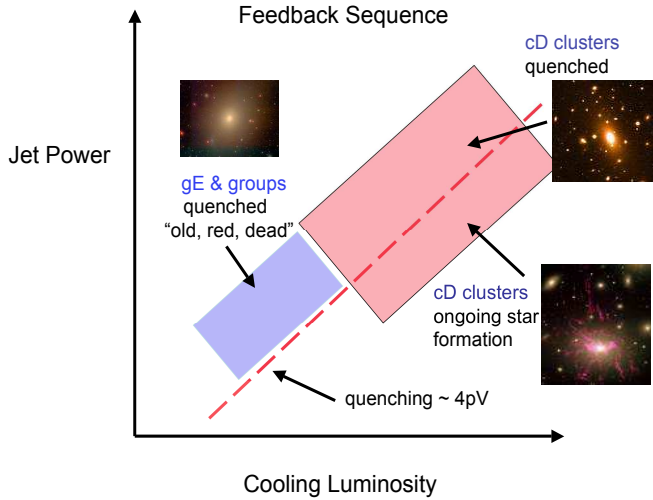 Feedback Sequence
cD clusters
quenched
Jet Power
gE & groups
quenched
“old, red, dead”
cD clusters
ongoing star
formation
quenching ~ 4pV
Cooling Luminosity